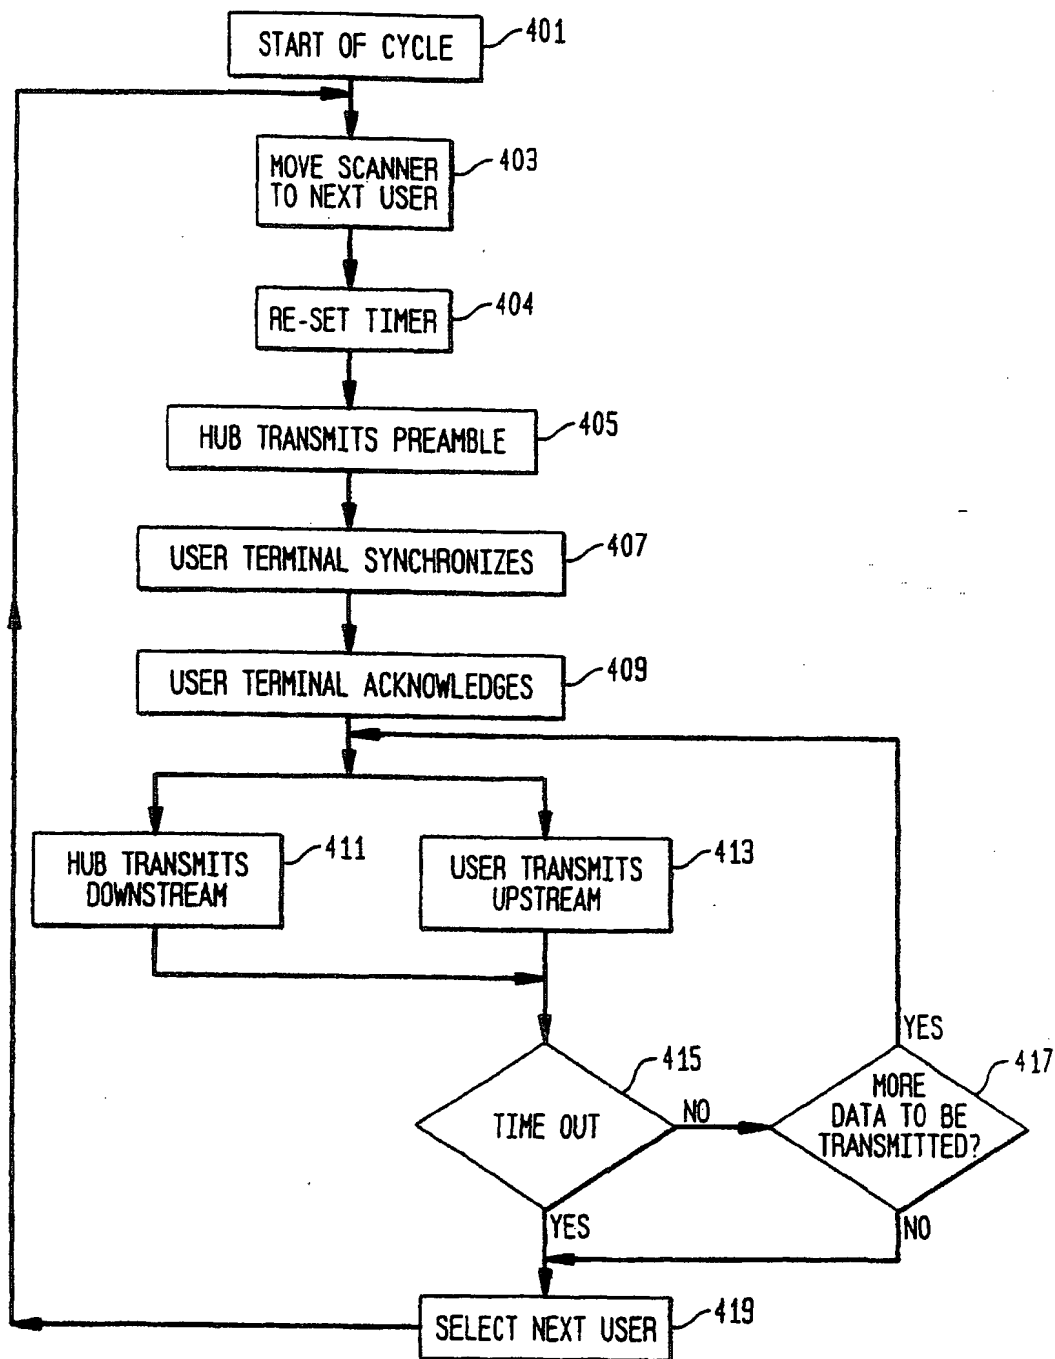 START OF CYCLE
401
MOVE SCANNER
TO NEXT USER
403
RE-SET TIMER
404
HUB TRANSMITS PREAMBLE
405
USER TERMINAL SYNCHRONIZES
407
USER TERMINAL ACKNOWLEDGES
409
HUB TRANSMITS
DOWNSTREAM
411
USER TRANSMITS
UPSTREAM
413
TIME OUT
415
NO
YES
MORE
DATA TO BE
TRANSMITTED?
417
YES
NO
SELECT NEXT USER
419